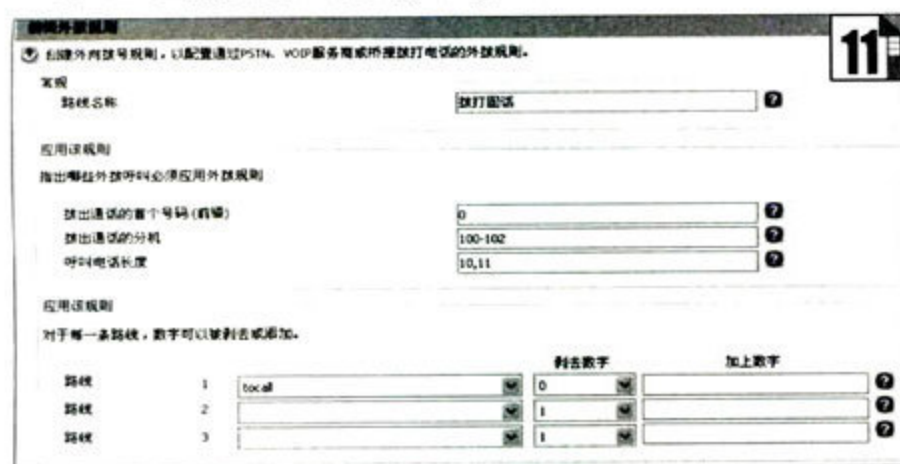 编辑外拨规则
创建外向拨号规则，以配置通过PSTN、VOIP服务商或桥接拨打电话的外拨规则。
11
常规
路线名称 拨打固话
应用该规则
指出哪些外拨呼叫必须应用外拨规则
拨出通话的首个号码(前缀) 0
拨出通话的分机 100-102
呼叫电话长度 10,11
应用该规则
对于每一条路线，数字可以被剥去或添加。
剥去数字 加上数字
路线 1 tocall 0
路线 2 1
路线 3 1